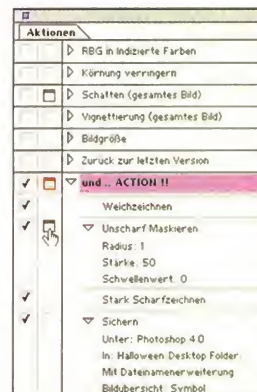 Aktionen
RBG in Indizierte Farben
Körnung verringern
Schatten (gesamtes Bild)
Vignettierung (gesamtes Bild)
Bildgröße
Zurück zur letzten Version
und .. ACTION !!
Weichzeichnen
Unscharf Maskieren
Radius: 1
Stärke: 50
Schwellenwert: 0
Stark Scharfzeichnen
Sichern
Unter: Photoshop 4.0
In: Halloween Desktop Folder
Mit Dateinamenerweiterung
Bildübersicht: Symbol